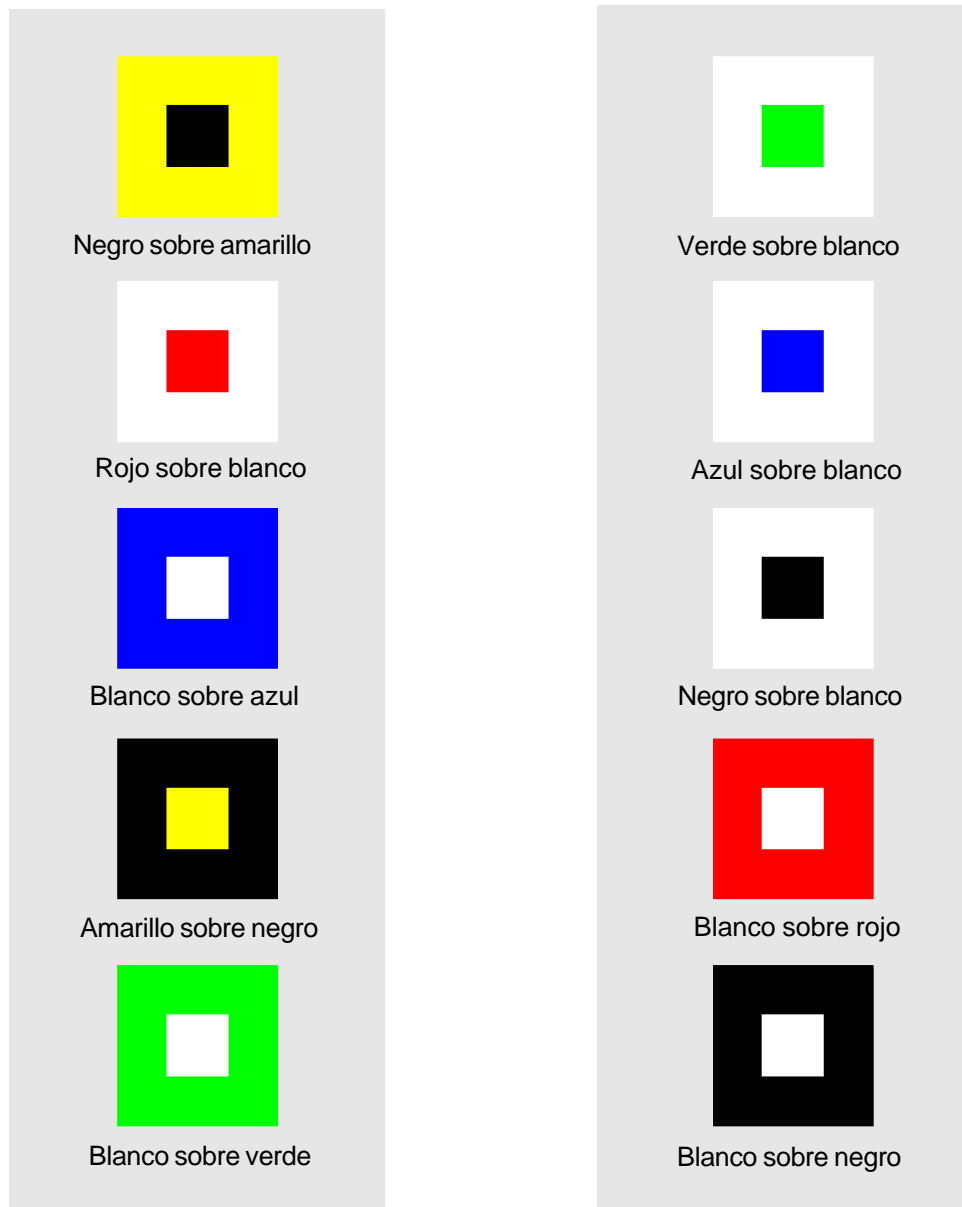 Negro sobre amarillo
Rojo sobre blanco
Blanco sobre azul
Amarillo sobre negro
Blanco sobre verde
Verde sobre blanco
Azul sobre blanco
Negro sobre blanco
Blanco sobre rojo
Blanco sobre negro